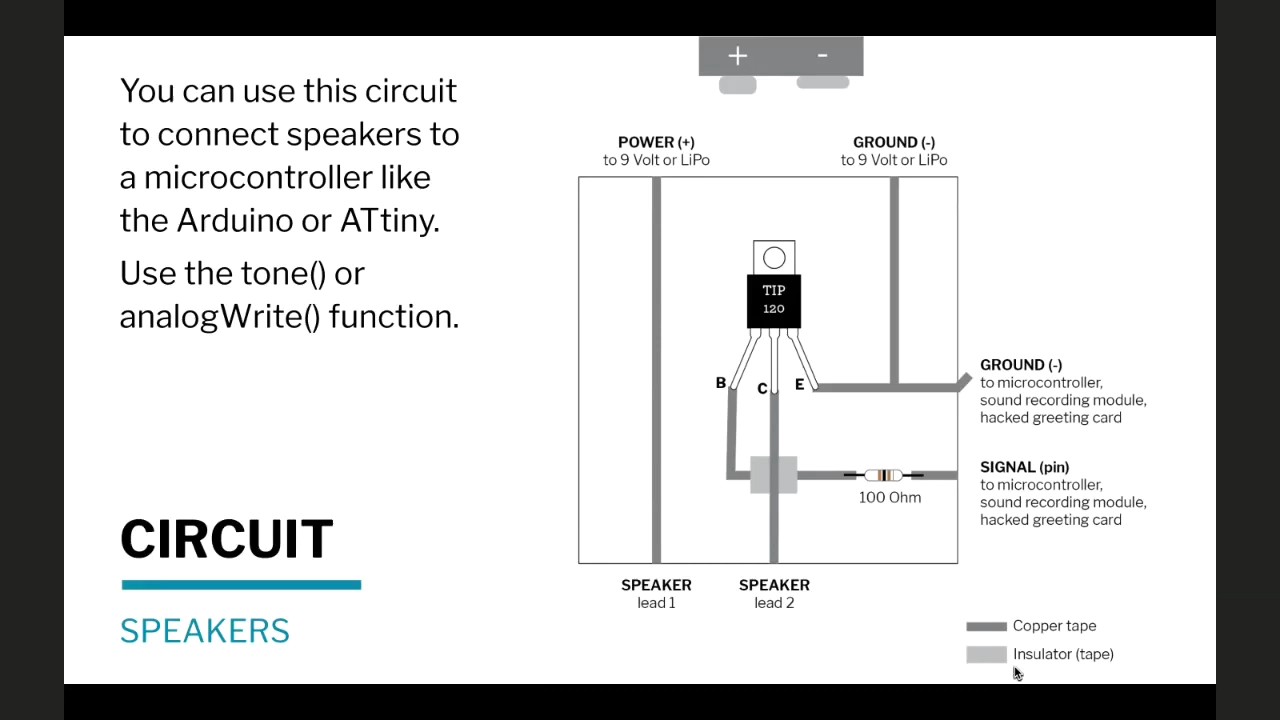 You can use this circuit
to connect speakers to
a microcontroller like
the Arduino or ATtiny.
Use the tone() or
analogWrite() function.
CIRCUIT
SPEAKERS
+ -
POWER (+)
to 9 Volt or LiPo
GROUND (-)
to 9 Volt or LiPo
TIP
120
B C E
GROUND (-)
to microcontroller,
sound recording module,
hacked greeting card
SIGNAL (pin)
to microcontroller,
sound recording module,
hacked greeting card
100 Ohm
SPEAKER
lead 1
SPEAKER
lead 2
Copper tape
Insulator (tape)